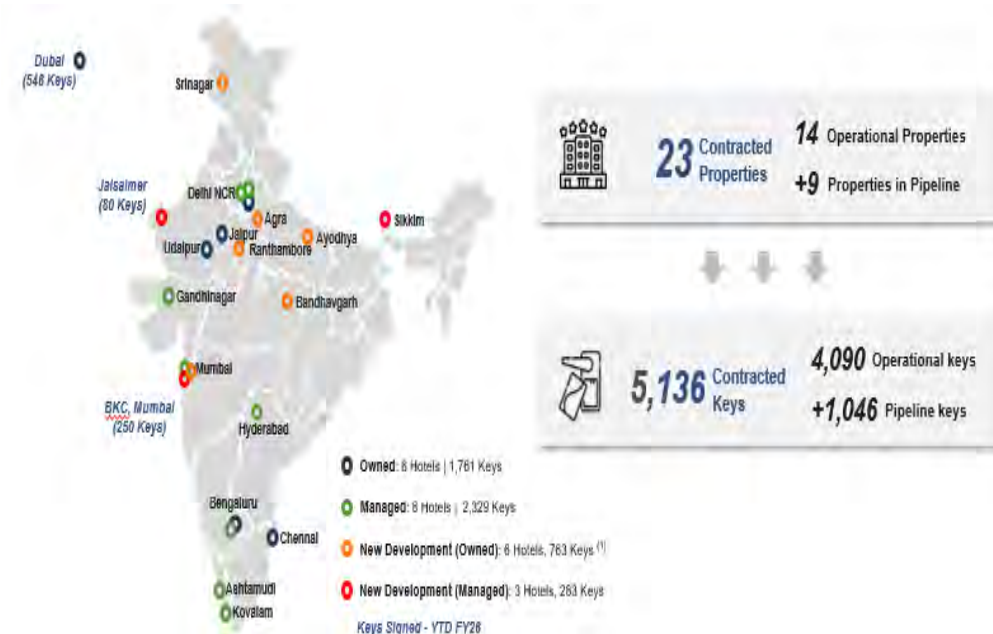 Dubai
(546 Keys)
Srinagar
Jaisalmer
(80 Keys)
Delhi NCR
Agra
Sikkim
Jaipur
Ayodhya
Udaipur
Ranthambore
Gandhinagar
Bandhavgarh
Mumbai
BKC, Mumbai
(250 Keys)
Hyderabad
Bengaluru
Chennai
Ashtamudi
Kovalam
Owned: 6 Hotels | 1,761 Keys
Managed: 8 Hotels | 2,329 Keys
New Development (Owned): 6 Hotels, 763 Keys (1)
New Development (Managed): 3 Hotels, 283 Keys
Keys Signed - YTD FY26
23 Contracted Properties
14 Operational Properties
+9 Properties in Pipeline
5,136 Contracted Keys
4,090 Operational keys
+1,046 Pipeline keys